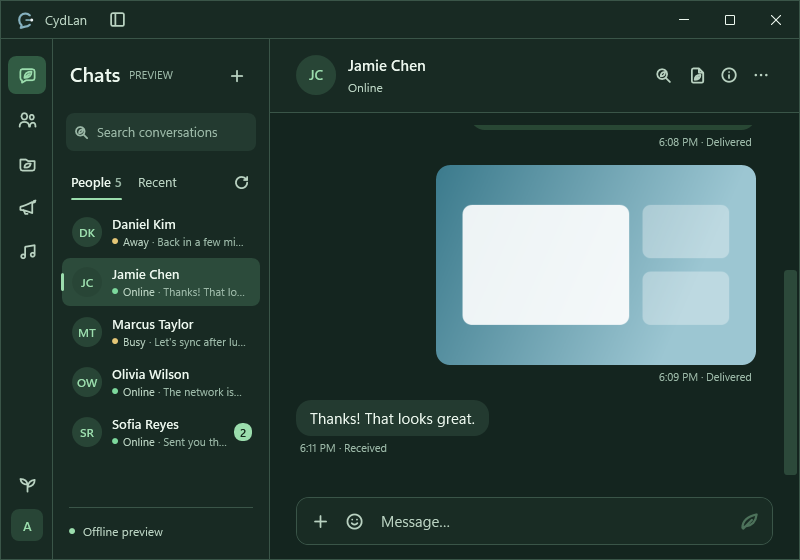 CydLan
Chats PREVIEW
Search conversations
People 5 Recent
DK Daniel Kim
Away · Back in a few mi...
JC Jamie Chen
Online · Thanks! That lo...
MT Marcus Taylor
Busy · Let's sync after lu...
OW Olivia Wilson
Online · The network is...
SR Sofia Reyes
Online · Sent you th... 2
A
Offline preview
JC Jamie Chen
Online
6:08 PM · Delivered
6:09 PM · Delivered
Thanks! That looks great.
6:11 PM · Received
Message...